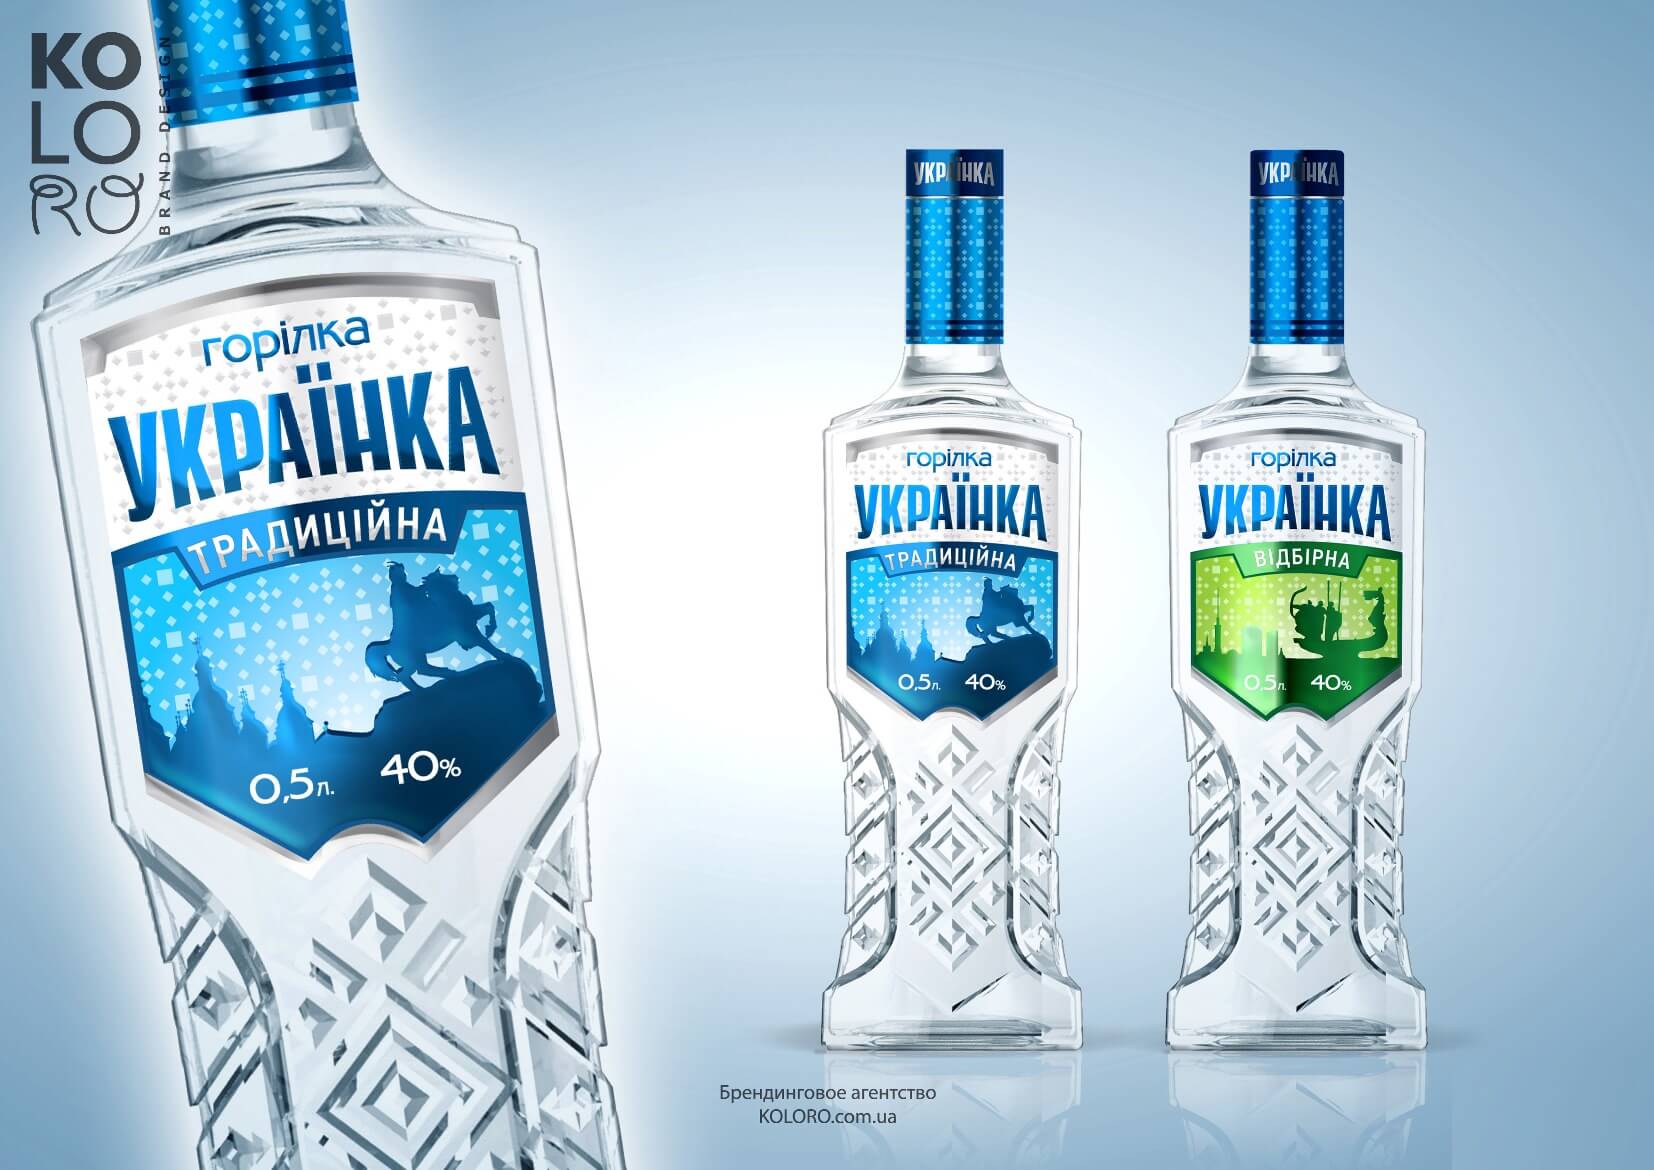 KO
LO
RO
BRAND DESIGN
горілка
УКРАЇНКА
ТРАДИЦІЙНА
0,5л. 40%
УКРАЇНКА
горілка
УКРАЇНКА
ТРАДИЦІЙНА
0,5л. 40%
УКРАЇНКА
горілка
УКРАЇНКА
ВІДБІРНА
0,5л. 40%
Брендинговое агентство
KOLORO.com.ua